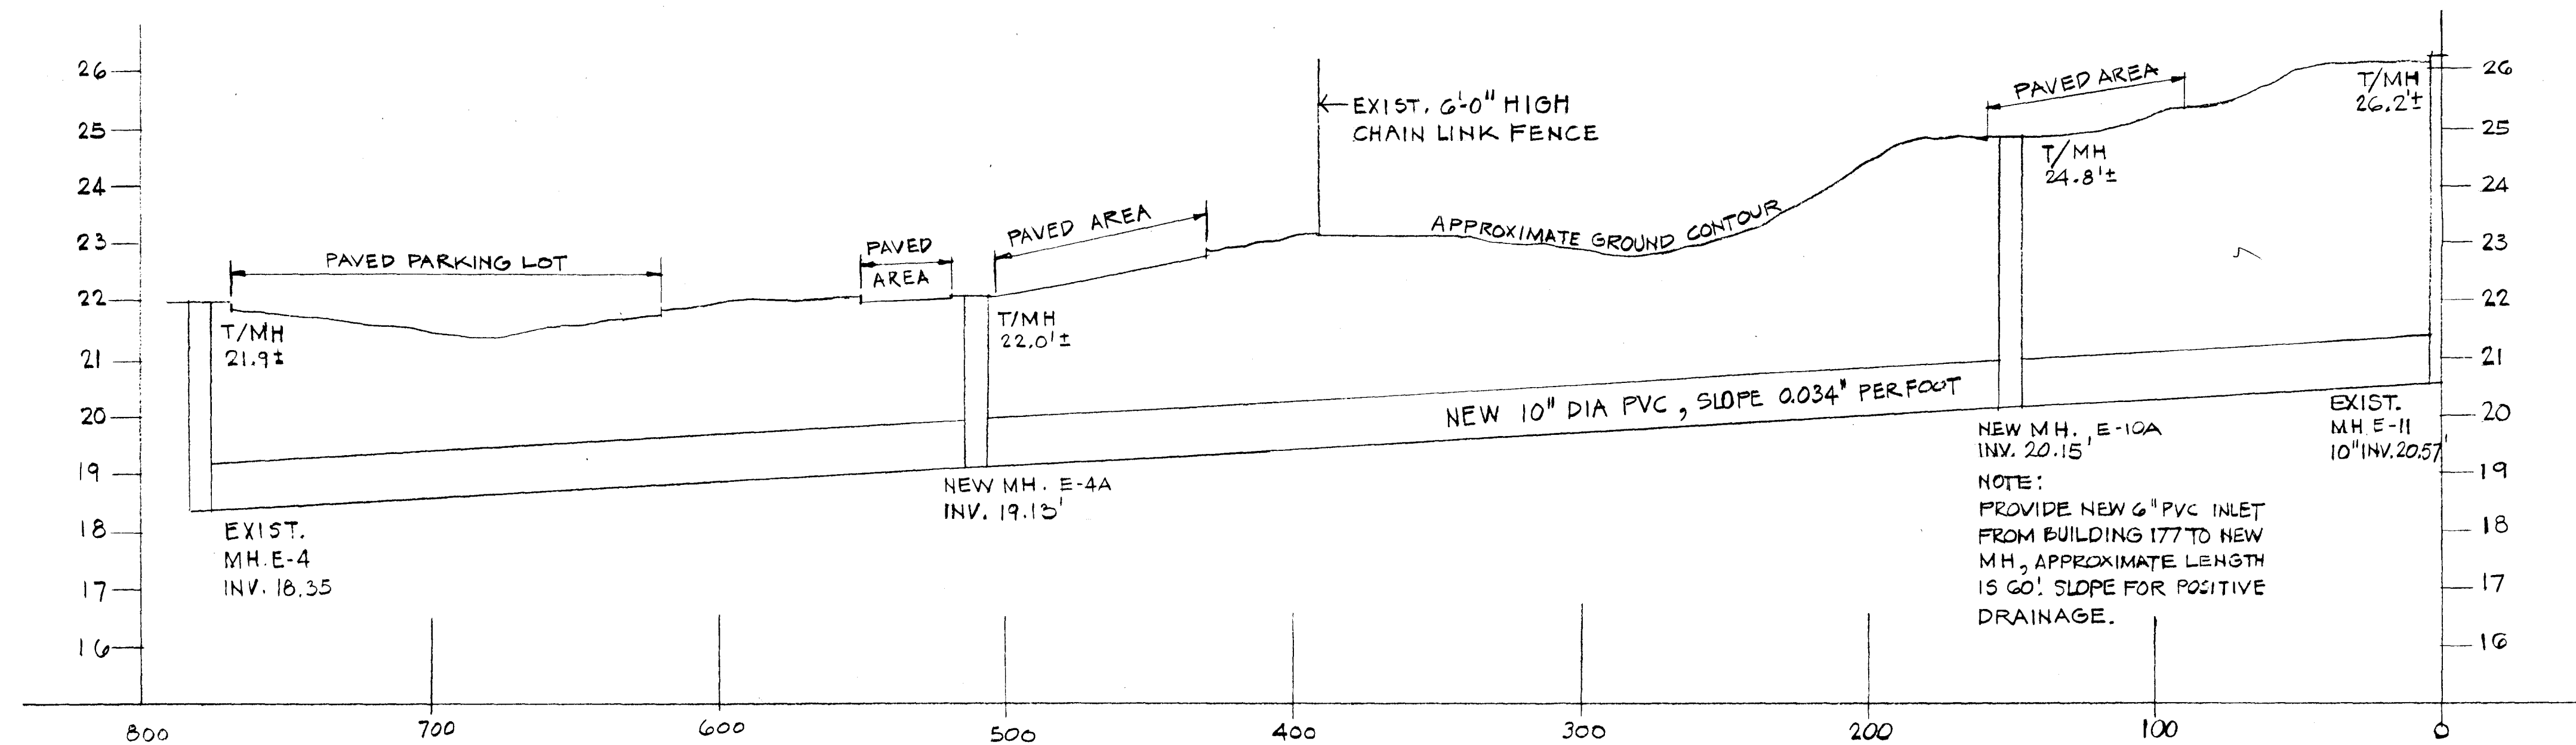 26
25
24
23
22
21
20
19
18
17
16
PAVED PARKING LOT
T/MH
21.9±
EXIST.
MH.E-4
INV. 18.35
PAVED
AREA
PAVED AREA
T/MH
22.0'±
NEW MH. E-4A
INV. 19.13'
EXIST. 6'-0" HIGH
CHAIN LINK FENCE
APPROXIMATE GROUND CONTOUR
NEW 10" DIA PVC, SLOPE 0.034" PER FOOT
PAVED AREA
T/MH
24.8'±
NEW MH. E-10A
INV. 20.15'
NOTE:
PROVIDE NEW 6" PVC INLET
FROM BUILDING 177 TO NEW
MH, APPROXIMATE LENGTH
IS 60'. SLOPE FOR POSITIVE
DRAINAGE.
T/MH
26.2'±
EXIST.
MH E-11
10" INV. 20.57'
26
25
24
23
22
21
20
19
18
17
16
800 700 600 500 400 300 200 100 0